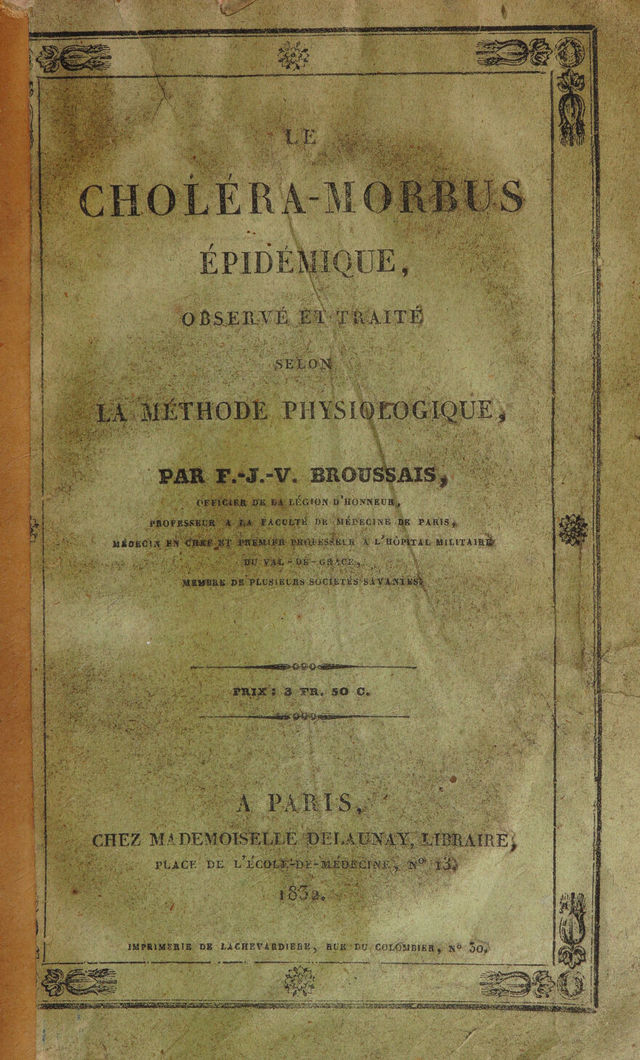 LE
CHOLÉRA-MORBUS
ÉPIDÉMIQUE,
OBSERVÉ ET TRAITÉ
SELON
LA MÉTHODE PHYSIOLOGIQUE,
PAR F.-J.-V. BROUSSAIS,
OFFICIER DE LA LÉGION D'HONNEUR,
PROFESSEUR A LA FACULTÉ DE MÉDECINE DE PARIS,
MÉDECIN EN CHEF ET PREMIER PROFESSEUR A L'HÔPITAL MILITAIRE
DU VAL-DE-GRACE,
MEMBRE DE PLUSIEURS SOCIÉTÉS SAVANTES.
PRIX : 3 FR. 50 C.
A PARIS,
CHEZ MADEMOISELLE DELAUNAY, LIBRAIRE,
PLACE DE L'ÉCOLE-DE-MÉDECINE, Nº 13.
1832.
IMPRIMERIE DE LACHEVARDIERE, RUE DU COLOMBIER, Nº 30.